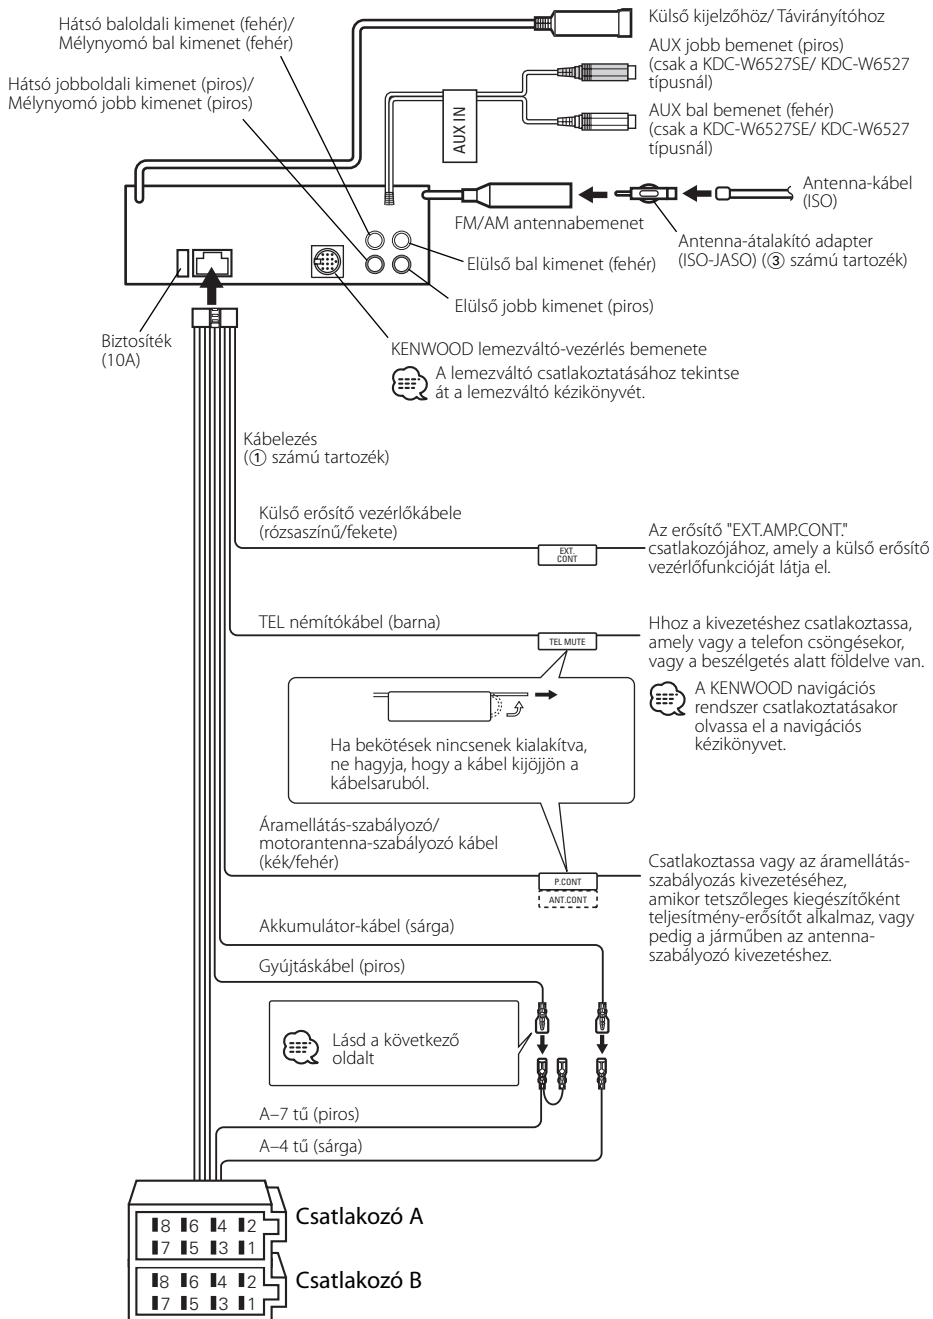 Hátsó baloldali kimenet (fehér)/
Mélynyomó bal kimenet (fehér)
Hátsó jobboldali kimenet (piros)/
Mélynyomó jobb kimenet (piros)
Külső kijelzőhöz/ Távirányítóhoz
AUX jobb bemenet (piros)
(csak a KDC-W6527SE/ KDC-W6527
típusnál)
AUX bal bemenet (fehér)
(csak a KDC-W6527SE/ KDC-W6527
típusnál)
AUX IN
Antenna-kábel
(ISO)
FM/AM antennabemenet
Antenna-átalakító adapter
(ISO-JASO) (③ számú tartozék)
Elülső bal kimenet (fehér)
Elülső jobb kimenet (piros)
Biztosíték
(10A)
KENWOOD lemezváltó-vezérlés bemenete
A lemezváltó csatlakoztatásához tekintse
át a lemezváltó kézikönyvét.
Kábelezés
(① számú tartozék)
Külső erősítő vezérlőkábele
(rózsaszínű/fekete)
EXT.
CONT
Az erősítő "EXT.AMP.CONT."
csatlakozójához, amely a külső erősítő
vezérlőfunkcióját látja el.
TEL némítókábel (barna)
TEL MUTE
Hhoz a kivezetéshez csatlakoztassa,
amely vagy a telefon csöngésekor,
vagy a beszélgetés alatt földelve van.
A KENWOOD navigációs
rendszer csatlakoztatásakor
olvassa el a navigációs
kézikönyvet.
Ha bekötések nincsenek kialakítva,
ne hagyja, hogy a kábel kijöjjön a
kábelsaruból.
Áramellátás-szabályozó/
motorantenna-szabályozó kábel
(kék/fehér)
P.CONT
ANT.CONT
Csatlakoztassa vagy az áramellátás-
szabályozás kivezetéséhez,
amikor tetszőleges kiegészítőként
teljesítmény-erősítőt alkalmaz, vagy
pedig a járműben az antenna-
szabályozó kivezetéshez.
Akkumulátor-kábel (sárga)
Gyújtáskábel (piros)
Lásd a következő
oldalt
A–7 tű (piros)
A–4 tű (sárga)
Csatlakozó A
8 6 4 2
7 5 3 1
Csatlakozó B
8 6 4 2
7 5 3 1